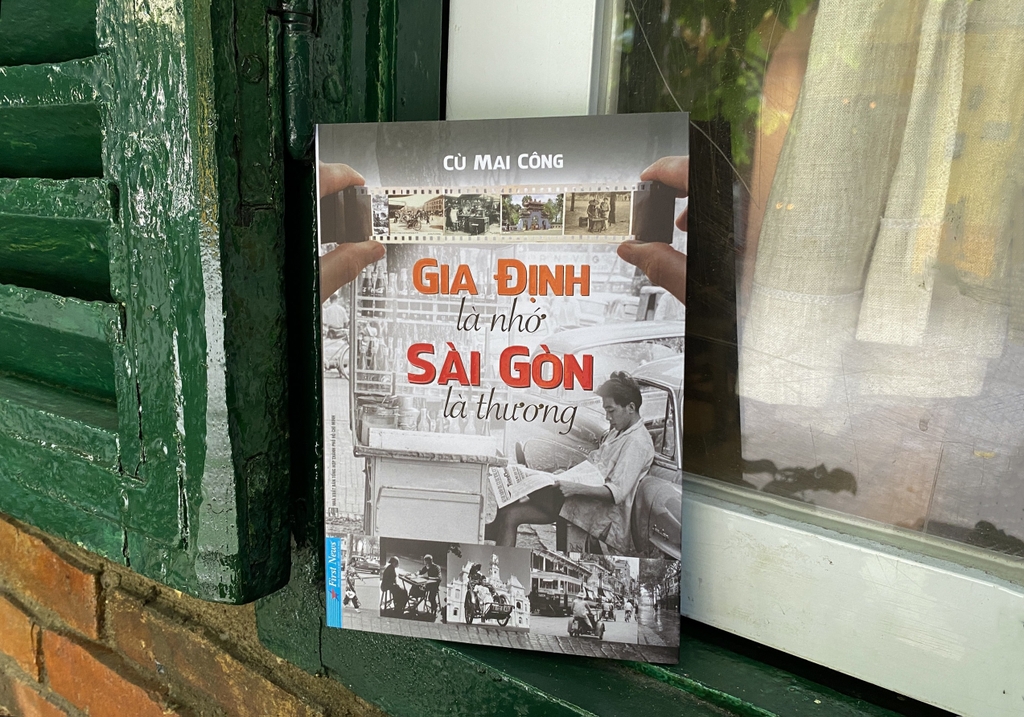 CÙ MAI CÔNG
GIA ĐỊNH
là nhớ
SÀI GÒN
là thương
First News